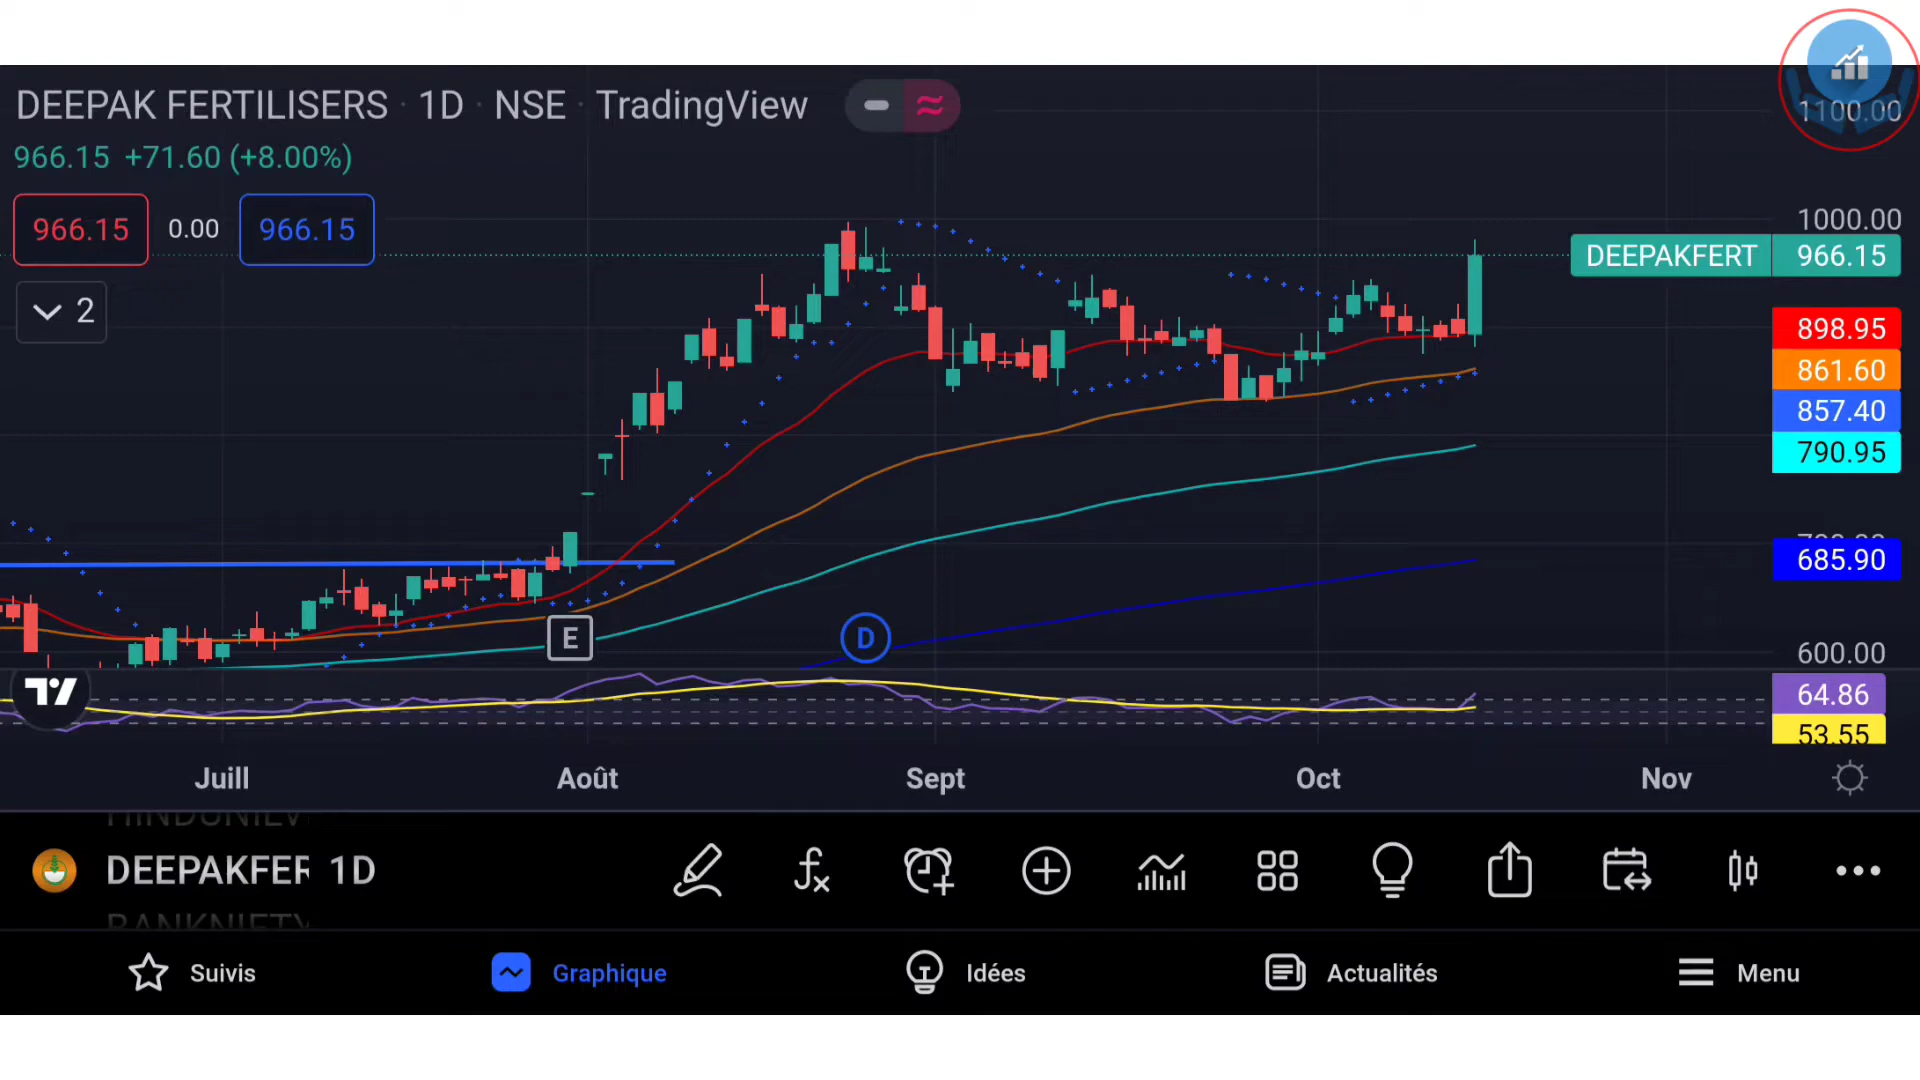 DEEPAK FERTILISERS · 1D · NSE · TradingView
966.15 +71.60 (+8.00%)
966.15 0.00 966.15
2
1100.00
1000.00
DEEPAKFERT 966.15
898.95
861.60
857.40
790.95
685.90
600.00
E
D
64.86
53.55
Juill Août Sept Oct Nov
DEEPAKFER 1D
BANKNIFTY
Suivis Graphique Idées Actualités Menu